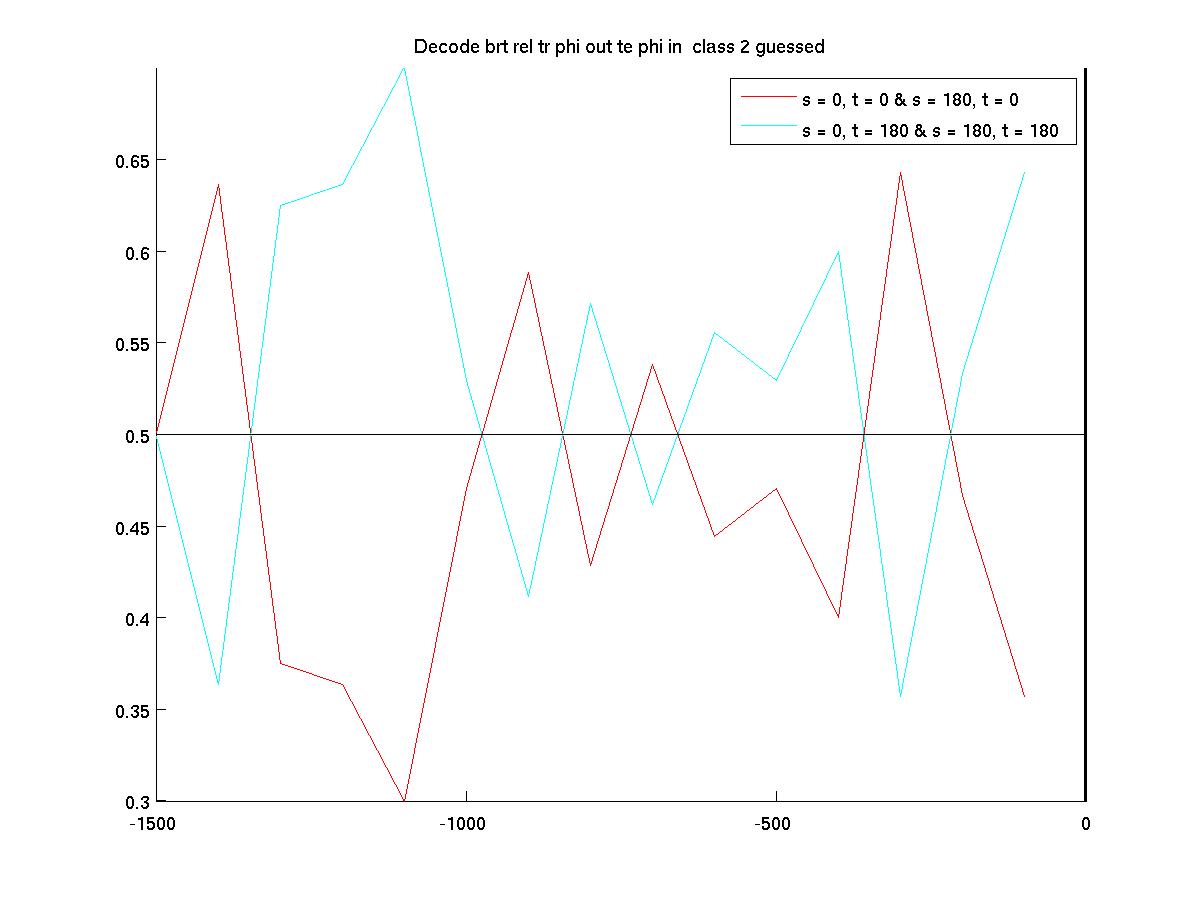 Decode brt rel tr phi out te phi in  class 2 guessed
s = 0, t = 0 & s = 180, t = 0
s = 0, t = 180 & s = 180, t = 180
0.65
0.6
0.55
0.5
0.45
0.4
0.35
0.3
-1500 -1000 -500 0